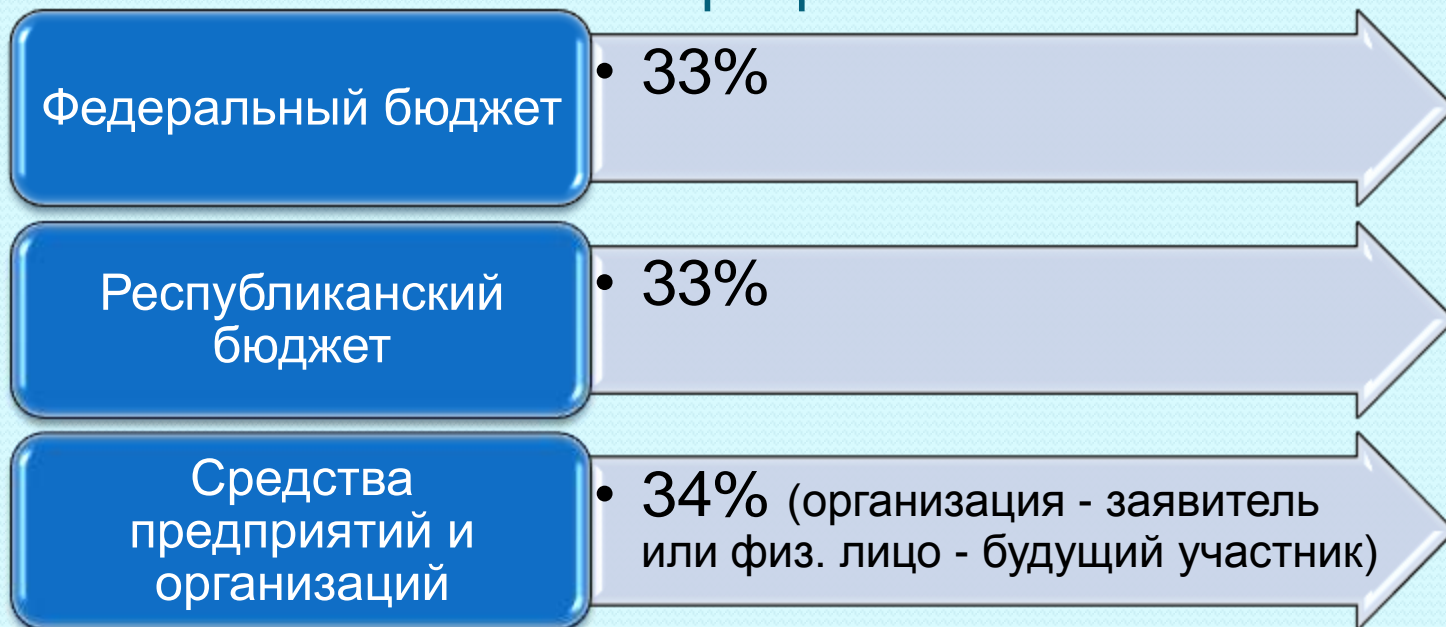 Федеральный бюджет
• 33%
Республиканский
бюджет
• 33%
Средства
предприятий и
организаций
• 34% (организация - заявитель
или физ. лицо - будущий участник)